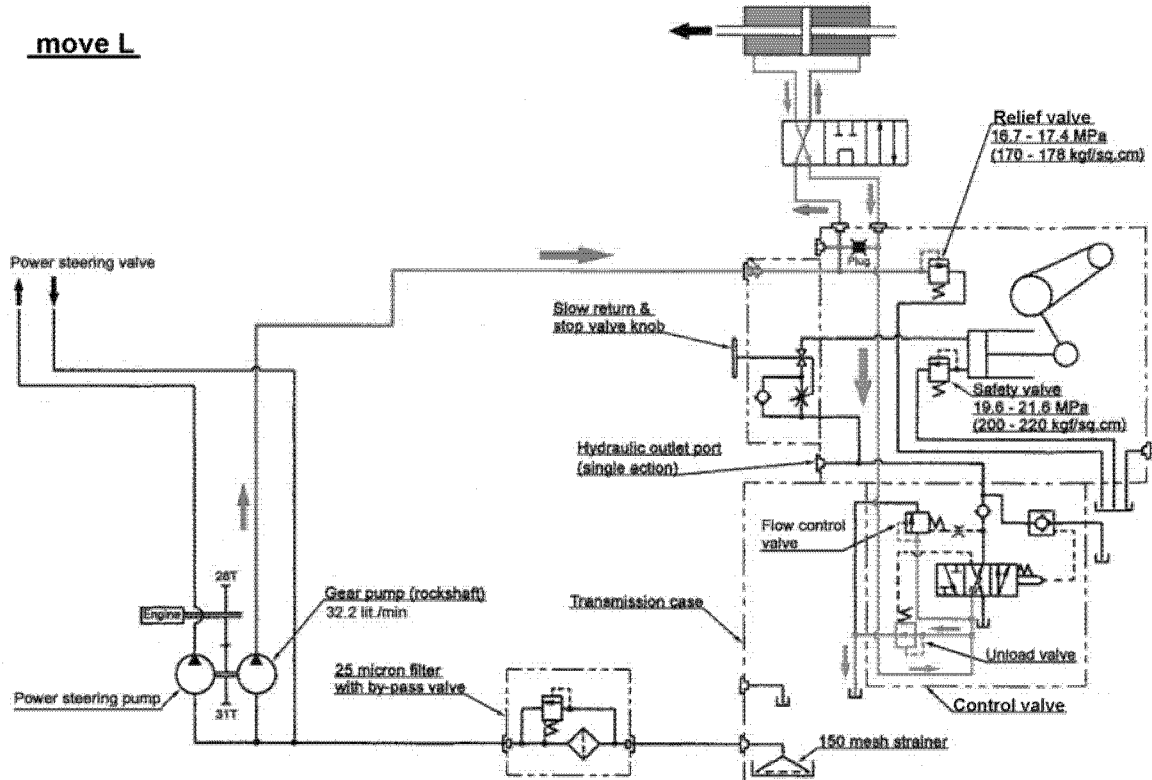 move L
Relief valve
16.7 - 17.4 MPa
(170 - 178 kgf/sq.cm)
Plug
Power steering valve
Slow return &
stop valve knob
Safety valve
19.6 - 21.6 MPa
(200 - 220 kgf/sq.cm)
Hydraulic outlet port
(single action)
Flow control
valve
26T
Engine
Gear pump (rockshaft)
32.2 lit./min
Transmission case
Unload valve
25 micron filter
with by-pass valve
Power steering pump
31T
Control valve
150 mesh strainer